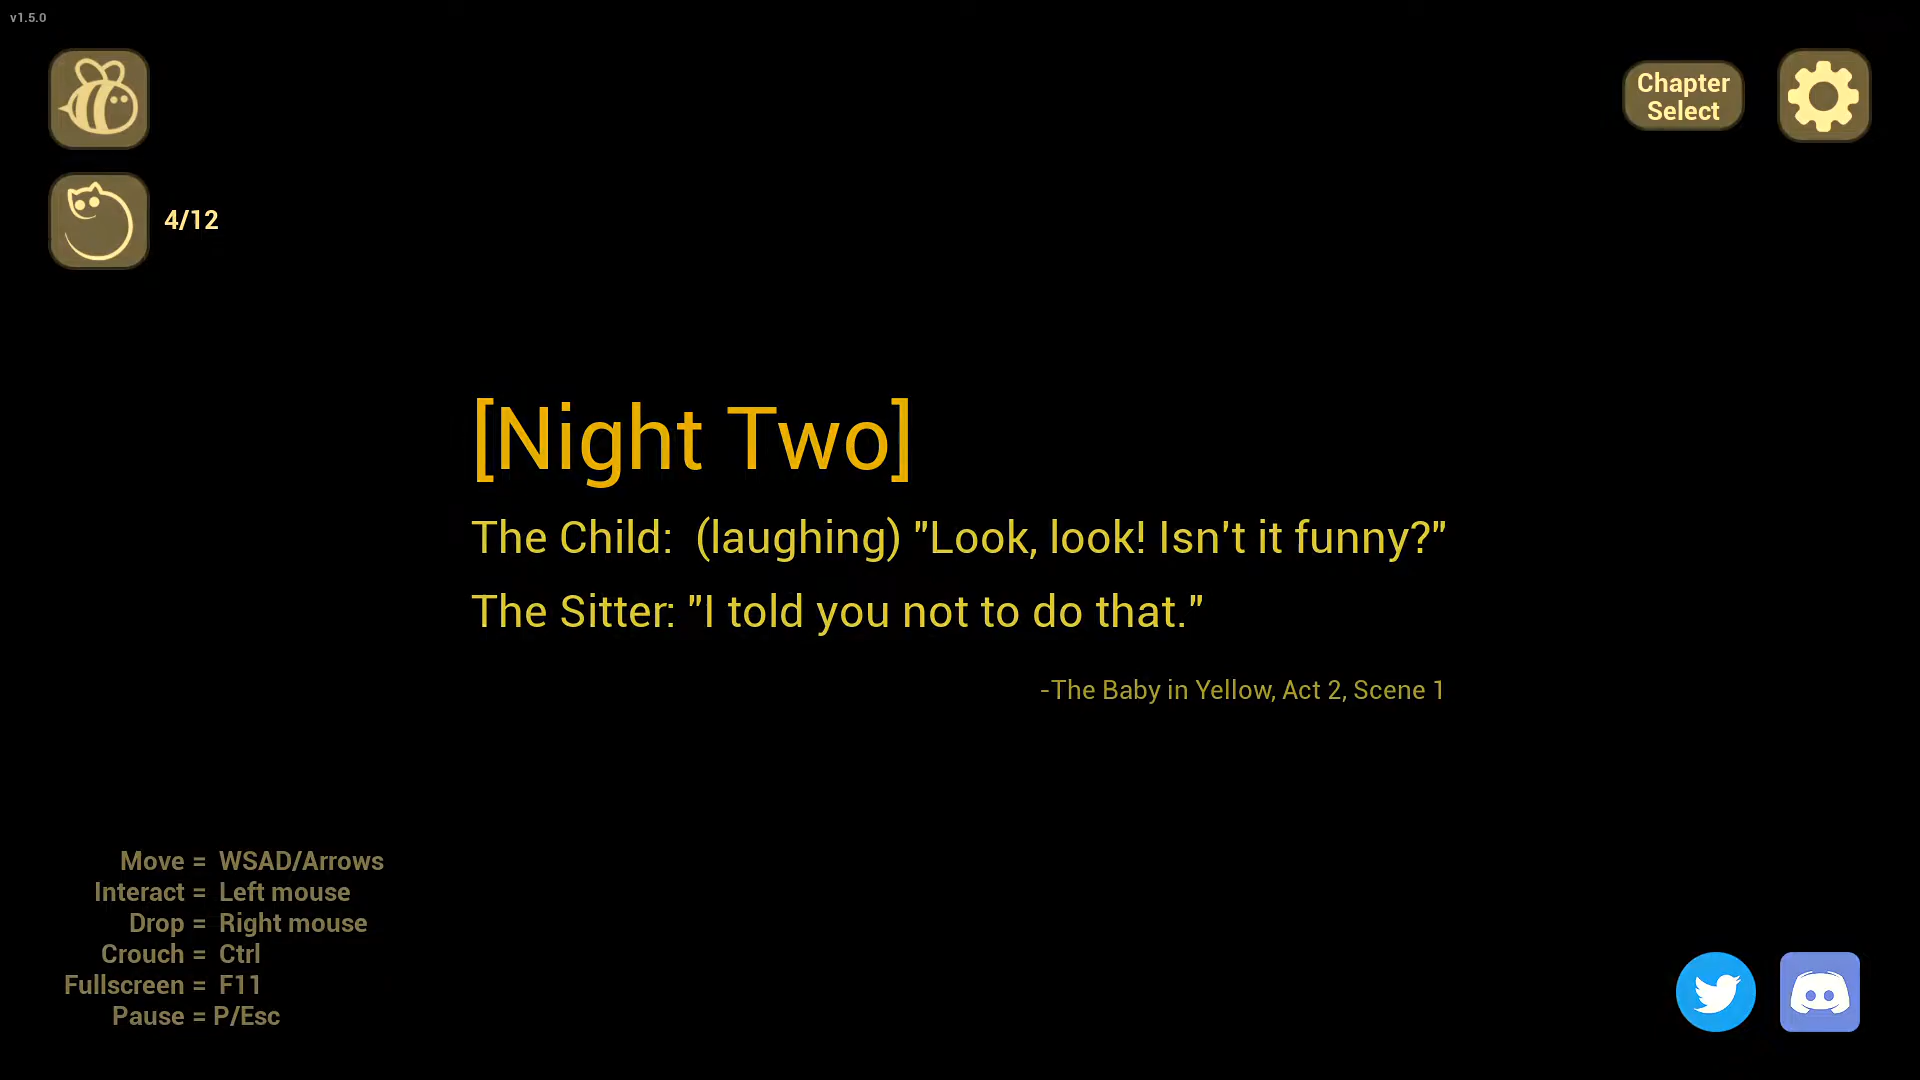 v1.5.0
Chapter
Select
4/12
[Night Two]
The Child:  (laughing) "Look, look! Isn't it funny?"
The Sitter: "I told you not to do that."
-The Baby in Yellow, Act 2, Scene 1
Move =  WSAD/Arrows
Interact =  Left mouse
Drop =  Right mouse
Crouch =  Ctrl
Fullscreen =  F11
Pause = P/Esc